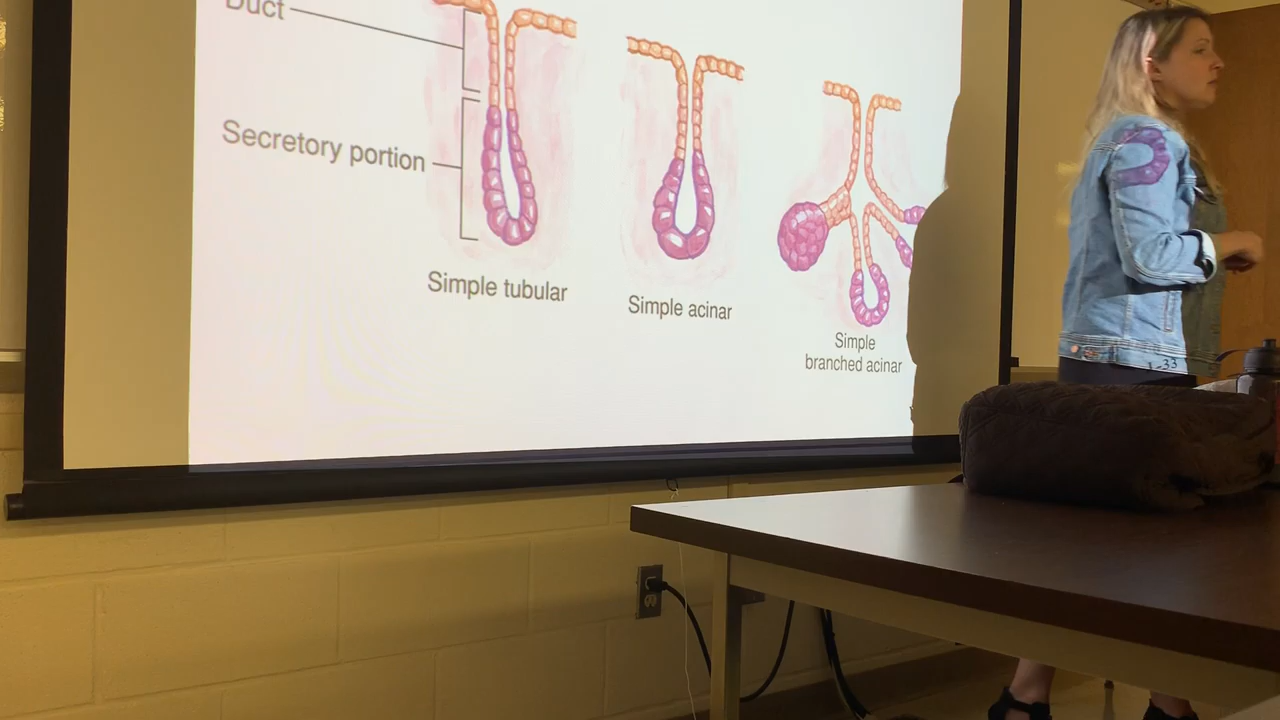 Duct
Secretory portion
Simple tubular
Simple acinar
Simple
branched acinar